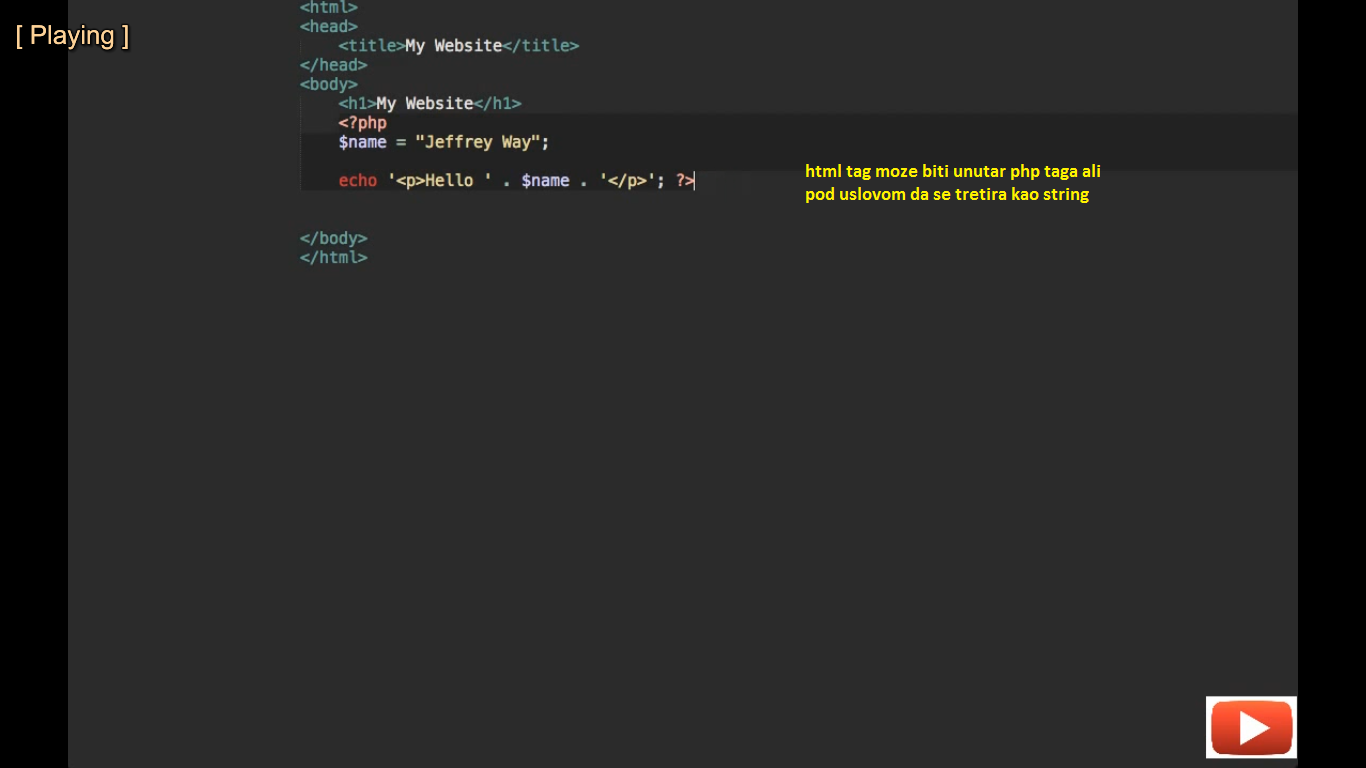 [ Playing ]
<html>
<head>
<title>My Website</title>
</head>
<body>
<h1>My Website</h1>
<?php
$name = "Jeffrey Way";
echo '<p>Hello ' . $name . '</p>'; ?>
html tag moze biti unutar php taga ali
pod uslovom da se tretira kao string
</body>
</html>